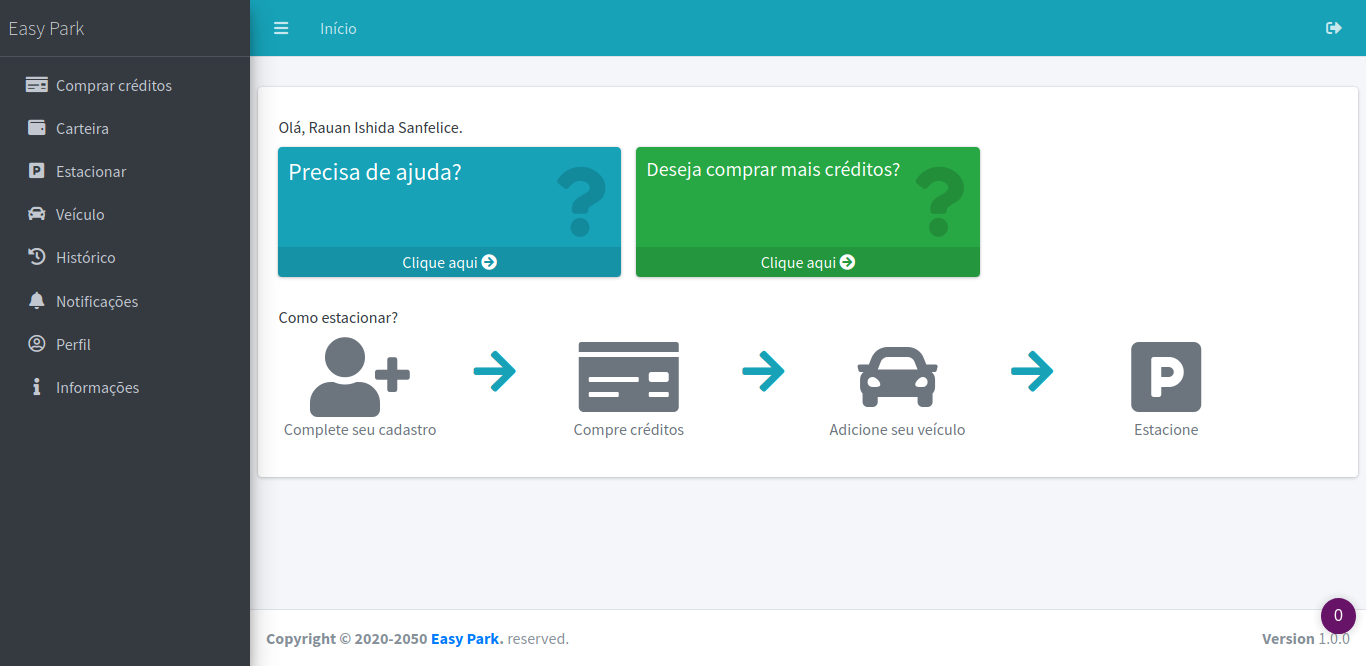 Easy Park
Início
Comprar créditos
Carteira
Estacionar
Veículo
Histórico
Notificações
Perfil
Informações
Olá, Rauan Ishida Sanfelice.
Precisa de ajuda?
Clique aqui
Deseja comprar mais créditos?
Clique aqui
Como estacionar?
Complete seu cadastro
Compre créditos
Adicione seu veículo
Estacione
0
Copyright © 2020-2050 Easy Park. reserved.
Version 1.0.0